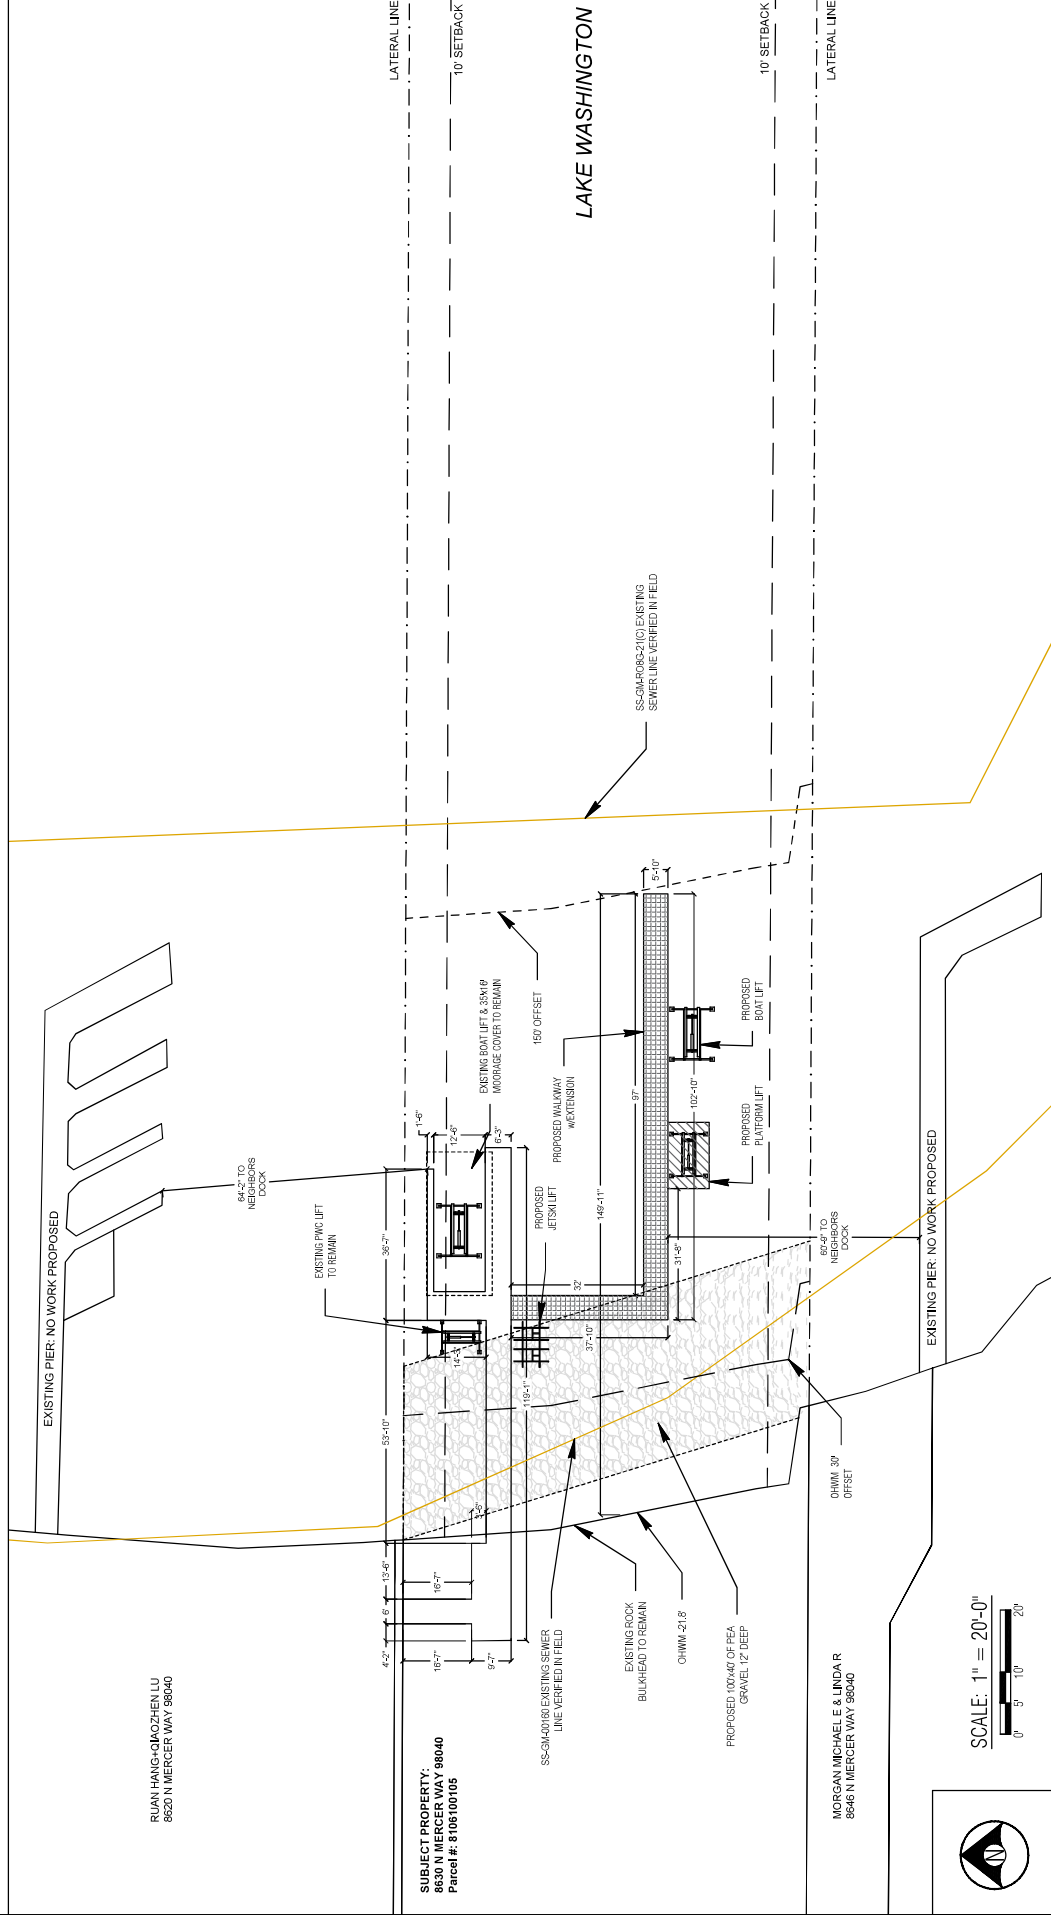 LATERAL LINE
10' SETBACK
LAKE WASHINGTON
10' SETBACK
LATERAL LINE
SS-GM-RO8G-21(C) EXISTING
SEWER LINE VERIFIED IN FIELD
EXISTING PIER: NO WORK PROPOSED
64'-2" TO
NEIGHBORS
DOCK
EXISTING PWC LIFT
TO REMAIN
EXISTING BOAT LIFT & 35'x16'
MOORAGE COVER TO REMAIN
150' OFFSET
PROPOSED WALKWAY
w/EXTENSION
PROPOSED
JETSKI LIFT
PROPOSED
BOAT LIFT
PROPOSED
PLATFORM LIFT
60'-9" TO
NEIGHBORS
DOCK
EXISTING PIER: NO WORK PROPOSED
1'-6"
12'-6"
6'-3"
36'-7"
14'-3"
53'-10"
119'-1"
32'
37'-10"
149'-11"
97'
5'-10"
102'-10"
31'-8"
13'-6"
6'
4'-2"
16'-7"
16'-7"
9'-7"
OHWM 30'
OFFSET
SS-GM-00160 EXISTING SEWER
LINE VERIFIED IN FIELD
EXISTING ROCK
BULKHEAD TO REMAIN
OHWM -21.8'
PROPOSED 100'x40' OF PEA
GRAVEL 12" DEEP
RUAN HANG+QIAOZHEN LU
8620 N MERCER WAY 98040
SUBJECT PROPERTY:
8630 N MERCER WAY 98040
Parcel #: 8106100105
MORGAN MICHAEL E & LINDA R
8646 N MERCER WAY 98040
SCALE: 1" = 20'-0"
0'
5'
10'
20'
N